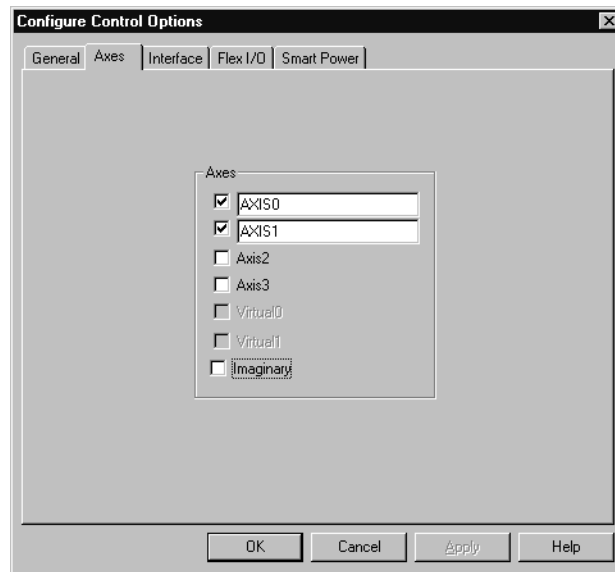 Configure Control Options
General Axes Interface Flex I/O Smart Power
Axes
AXIS0
AXIS1
Axis2
Axis3
Virtual0
Virtual1
Imaginary
OK Cancel Apply Help